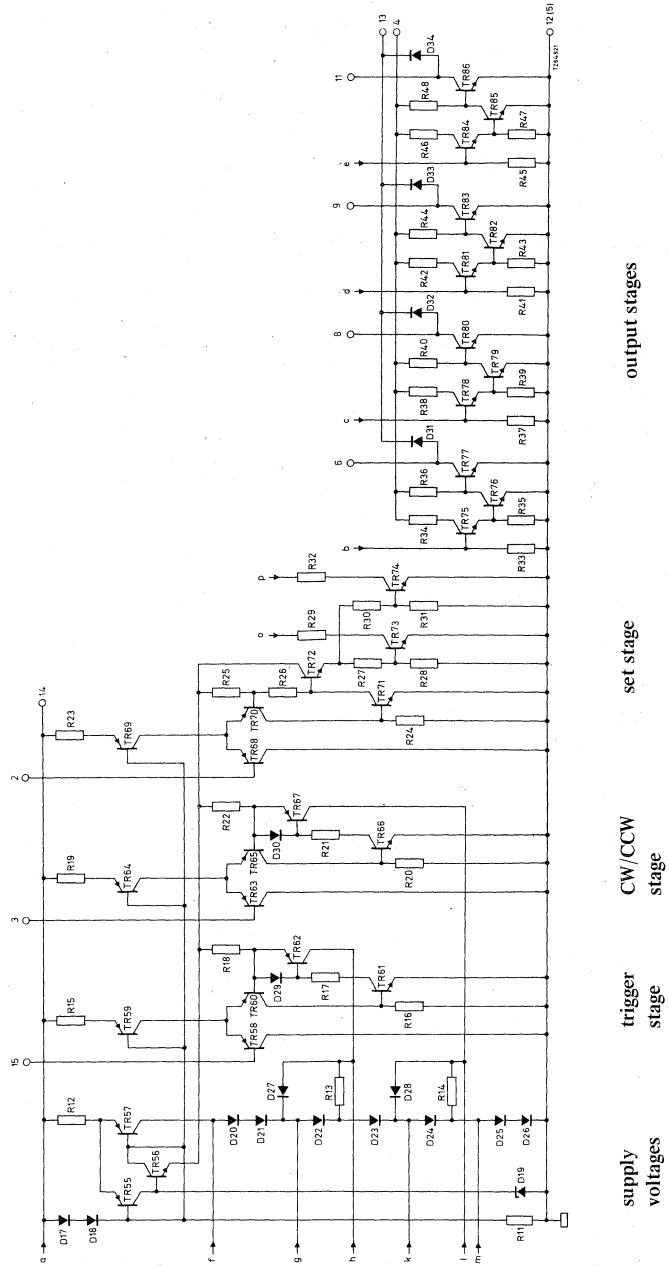 13
4
12 (5)
7Z64921
14
2
3
15
11
9
8
6
a
f
g
h
k
l
m
o
p
b
c
d
e
D17
D18
R12
TR55
TR56
TR57
D20
D21
D27
D22
R13
D23
D28
D24
R14
D25
D26
D19
R11
R15
TR59
TR58
TR60
R18
D29
TR62
R17
TR61
R16
R19
TR64
TR63
TR65
R22
D30
TR67
R21
TR66
R20
R23
TR69
TR68
TR70
R25
R26
TR72
TR71
R24
R29
R27
TR73
R28
R32
R30
TR74
R31
R34
R36
D31
TR75
TR77
TR76
R33
R35
R38
R40
D32
TR78
TR80
TR79
R37
R39
R42
R44
D33
TR81
TR83
TR82
R41
R43
R46
R48
D34
TR84
TR86
TR85
R45
R47
supply
voltages
trigger
stage
CW/CCW
stage
set stage
output stages